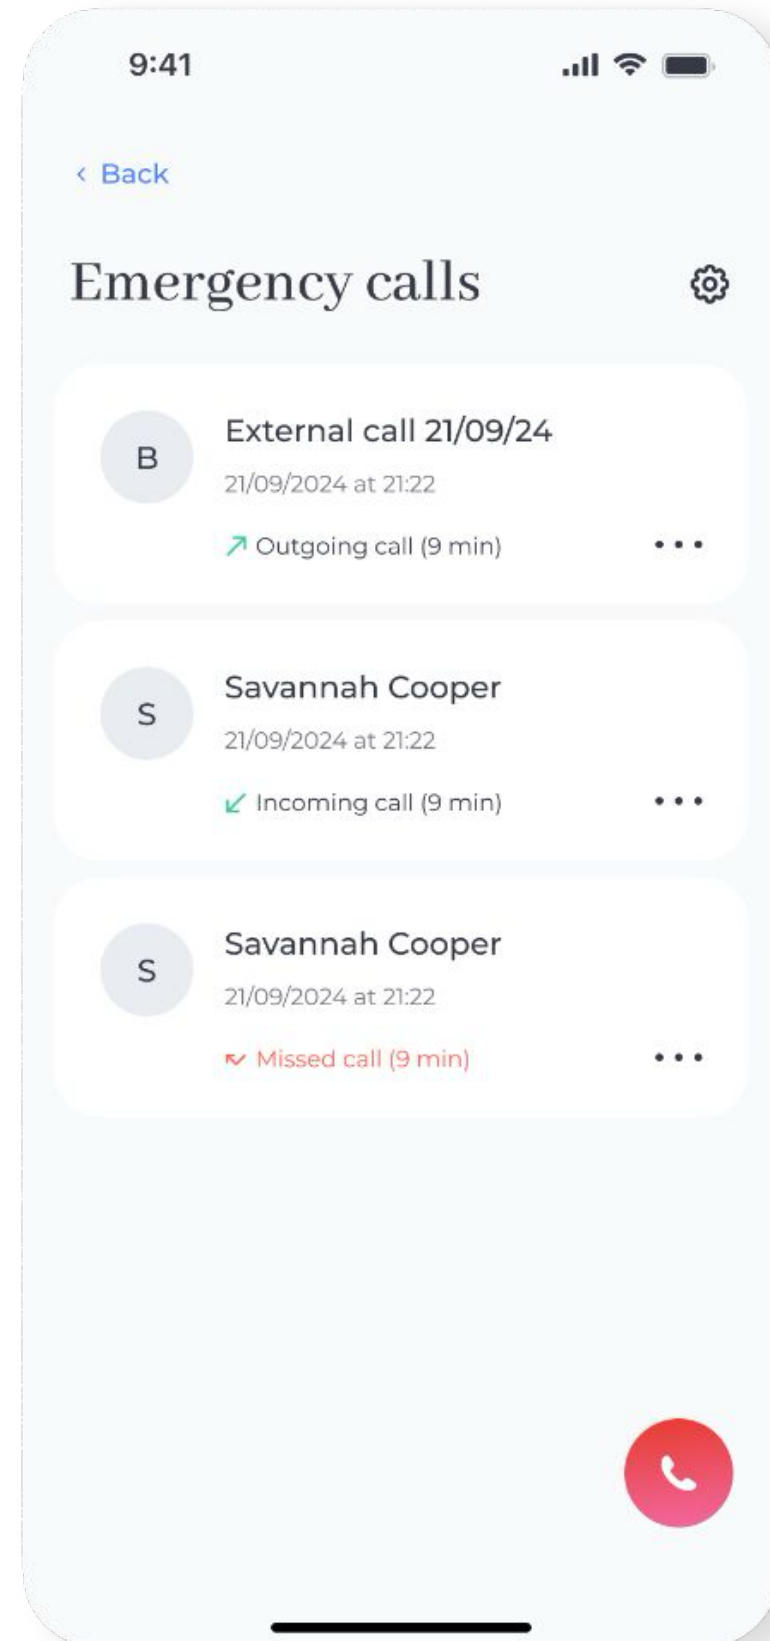 9:41
< Back
Emergency calls
B
External call 21/09/24
21/09/2024 at 21:22
Outgoing call (9 min)
S
Savannah Cooper
21/09/2024 at 21:22
Incoming call (9 min)
S
Savannah Cooper
21/09/2024 at 21:22
Missed call (9 min)